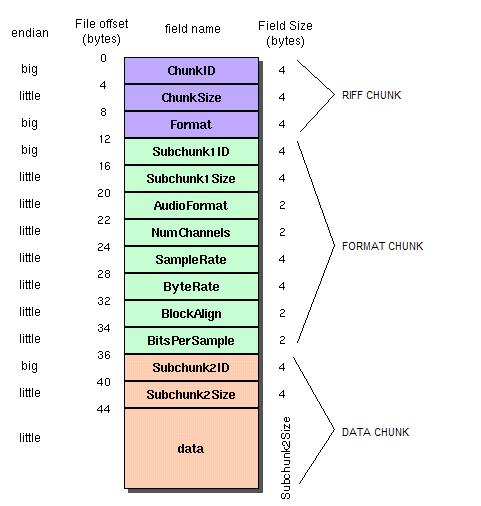 endian File offset (bytes) field name Field Size (bytes)
0
big ChunkID 4
4
little ChunkSize 4 RIFF CHUNK
8
big Format 4
12
big Subchunk1ID 4
16
little Subchunk1Size 4
20
little AudioFormat 2
22
little NumChannels 2 FORMAT CHUNK
24
little SampleRate 4
28
little ByteRate 4
32
little BlockAlign 2
34
little BitsPerSample 2
36
big Subchunk2ID 4
40
little Subchunk2Size 4
44
little data Subchunk2Size DATA CHUNK